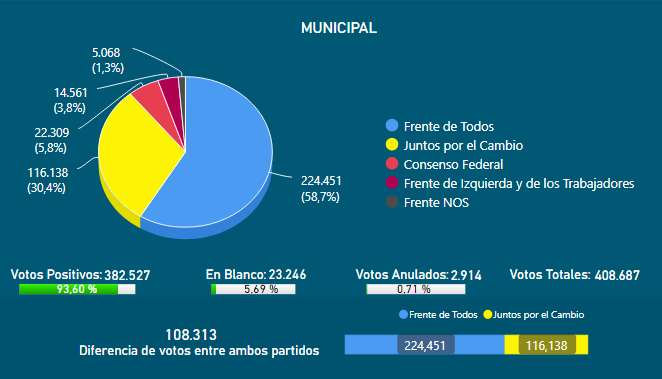 MUNICIPAL
5.068
(1,3%)
14.561
(3,8%)
22.309
(5,8%)
116.138
(30,4%)
224.451
(58,7%)
Frente de Todos
Juntos por el Cambio
Consenso Federal
Frente de Izquierda y de los Trabajadores
Frente NOS
Votos Positivos: 382.527
93,60 %
En Blanco: 23.246
5,69 %
Votos Anulados: 2.914
0,71 %
Votos Totales: 408.687
Frente de Todos Juntos por el Cambio
108.313
Diferencia de votos entre ambos partidos
224,451 116,138